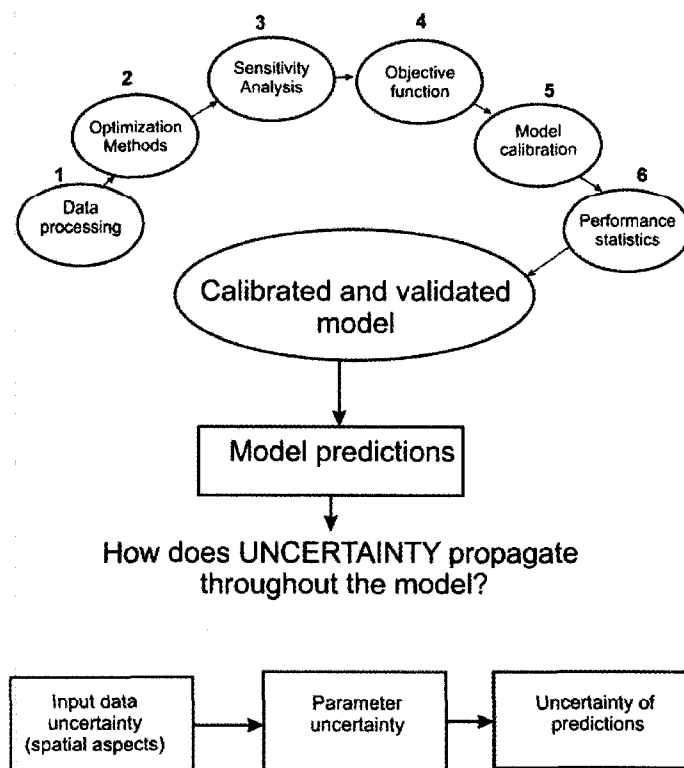 1
Data
processing
2
Optimization
Methods
3
Sensitivity
Analysis
4
Objective
function
5
Model
calibration
6
Performance
statistics
Calibrated and validated
model
Model predictions
How does UNCERTAINTY propagate
throughout the model?
Input data
uncertainty
(spatial aspects)
Parameter
uncertainty
Uncertainty of
predictions